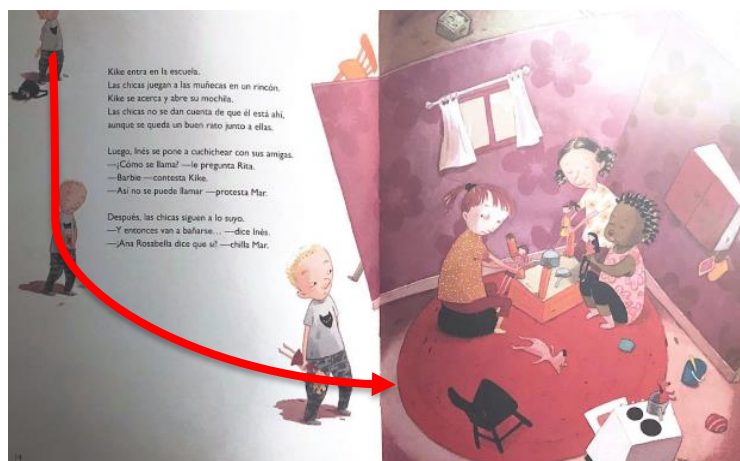 Kike entra en la escuela.
Las chicas juegan a las muñecas en un rincón.
Kike se acerca y abre su mochila.
Las chicas no se dan cuenta de que él está ahí,
aunque se queda un buen rato junto a ellas.
Luego, Inés se pone a cuchichear con sus amigas.
—¿Cómo se llama? —le pregunta Rita.
—Barbie —contesta Kike.
—Así no se puede llamar —protesta Mar.
Después, las chicas siguen a lo suyo.
—Y entonces van a bañarse… —dice Inés.
—¡Ana Rosabella dice que sí! —chilla Mar.